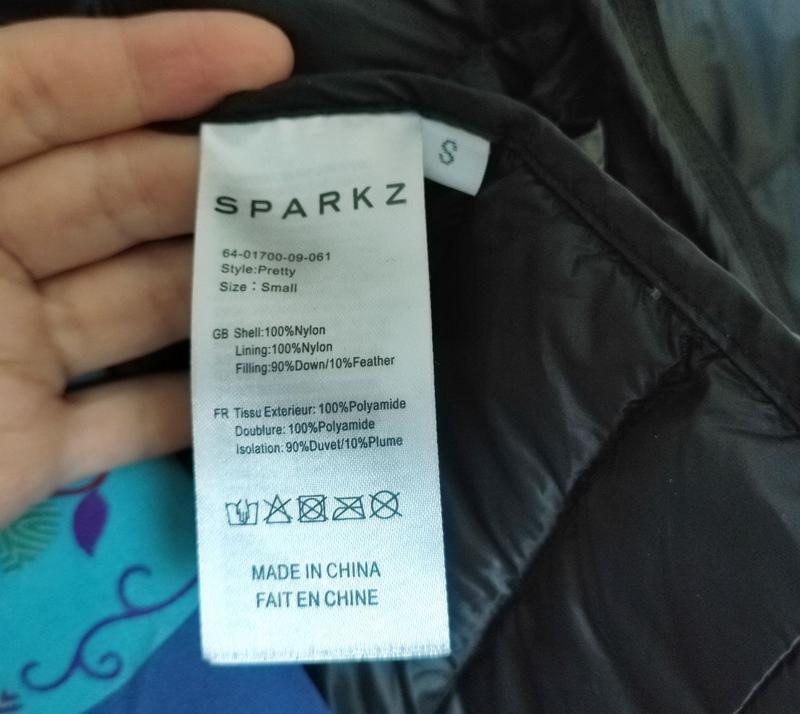 SPARKZ
S
64-01700-09-061
Style:Pretty
Size：Small
GB Shell:100%Nylon
Lining:100%Nylon
Filling:90%Down/10%Feather
FR Tissu Exterieur: 100%Polyamide
Doublure: 100%Polyamide
Isolation: 90%Duvet/10%Plume
MADE IN CHINA
FAIT EN CHINE